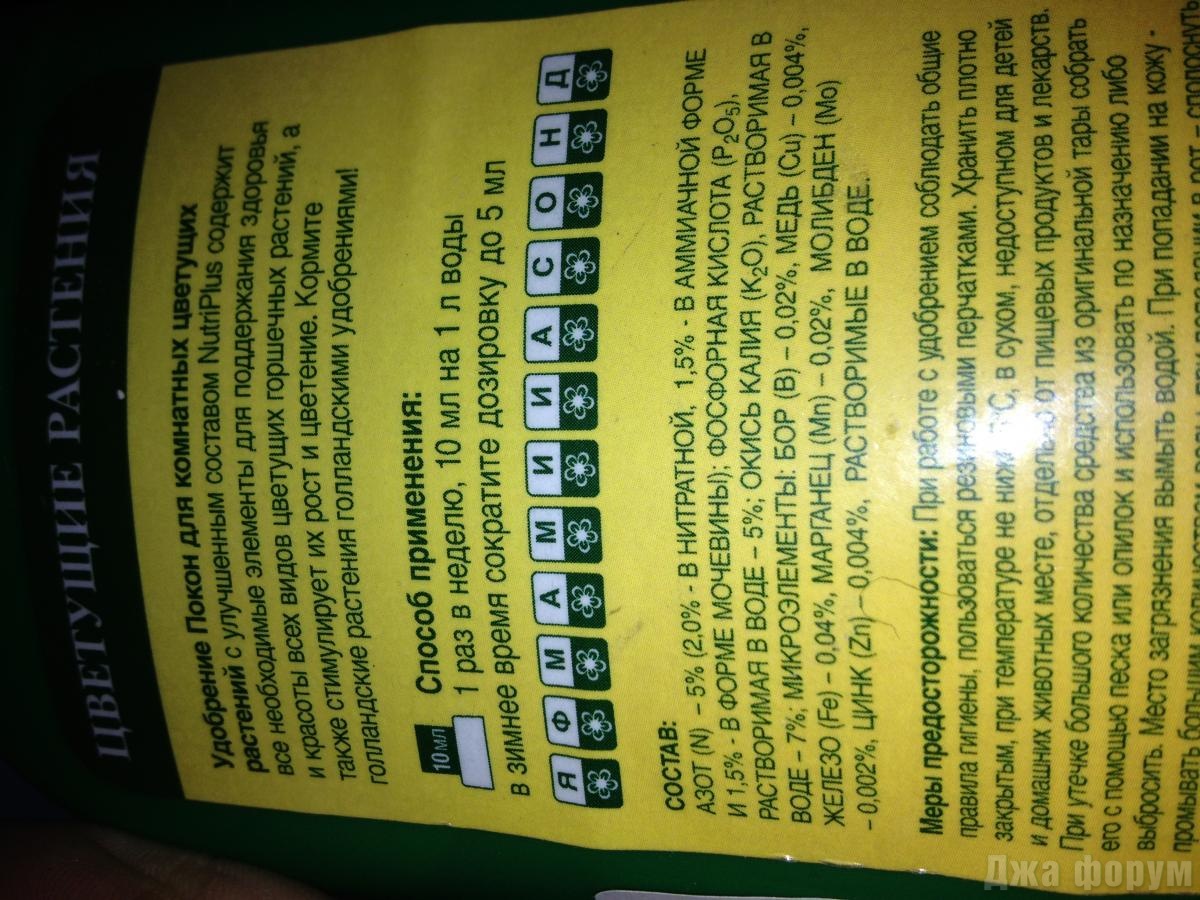 ЦВЕТУЩИЕ РАСТЕНИЯ
Удобрение Покон для комнатных цветущих
растений с улучшенным составом NutriPlus содержит
все необходимые элементы для поддержания здоровья
и красоты всех видов цветущих горшечных растений, а
также стимулирует их рост и цветение. Кормите
голландские растения голландскими удобрениями!
10мл
Способ применения:
1 раз в неделю, 10 мл на 1 л воды
в зимнее время сократите дозировку до 5 мл
Я Ф М А М И И А С О Н Д
СОСТАВ:
АЗОТ (N) – 5% (2,0% - В НИТРАТНОЙ, 1,5% - В АММИАЧНОЙ ФОРМЕ
И 1,5% - В ФОРМЕ МОЧЕВИНЫ); ФОСФОРНАЯ КИСЛОТА (P₂O₅),
РАСТВОРИМАЯ В ВОДЕ – 5%; ОКИСЬ КАЛИЯ (K₂O), РАСТВОРИМАЯ В
ВОДЕ – 7%; МИКРОЭЛЕМЕНТЫ: БОР (В) – 0,02%, МЕДЬ (Cu) – 0,004%,
ЖЕЛЕЗО (Fe) – 0,04%, МАРГАНЕЦ (Mn) – 0,02%, МОЛИБДЕН (Mo)
– 0,002%, ЦИНК (Zn) – 0,004%, РАСТВОРИМЫЕ В ВОДЕ.
Меры предосторожности: При работе с удобрением соблюдать общие
правила гигиены, пользоваться резиновыми перчатками. Хранить плотно
закрытым, при температуре не ниже °С, в сухом, недоступном для детей
и домашних животных месте, отдельно от пищевых продуктов и лекарств.
При утечке большого количества средства из оригинальной тары собрать
его с помощью песка или опилок и использовать по назначению либо
выбросить. Место загрязнения вымыть водой. При попадании на кожу -
промывать
Джа форум